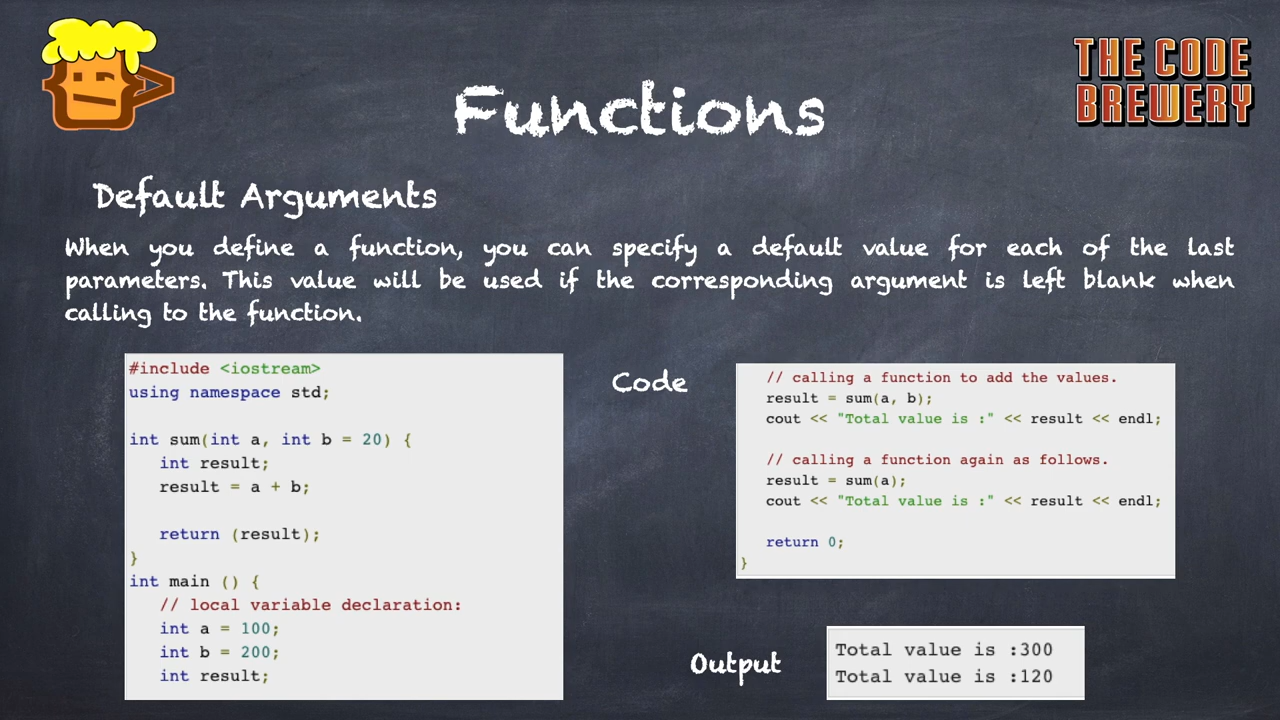 THE CODE
BREWERY
Functions
Default Arguments
When you define a function, you can specify a default value for each of the last
parameters. This value will be used if the corresponding argument is left blank when
calling to the function.
#include <iostream>
using namespace std;
int sum(int a, int b = 20) {
int result;
result = a + b;
return (result);
}
int main () {
// local variable declaration:
int a = 100;
int b = 200;
int result;
Code
// calling a function to add the values.
result = sum(a, b);
cout << "Total value is :" << result << endl;
// calling a function again as follows.
result = sum(a);
cout << "Total value is :" << result << endl;
return 0;
}
Output
Total value is :300
Total value is :120